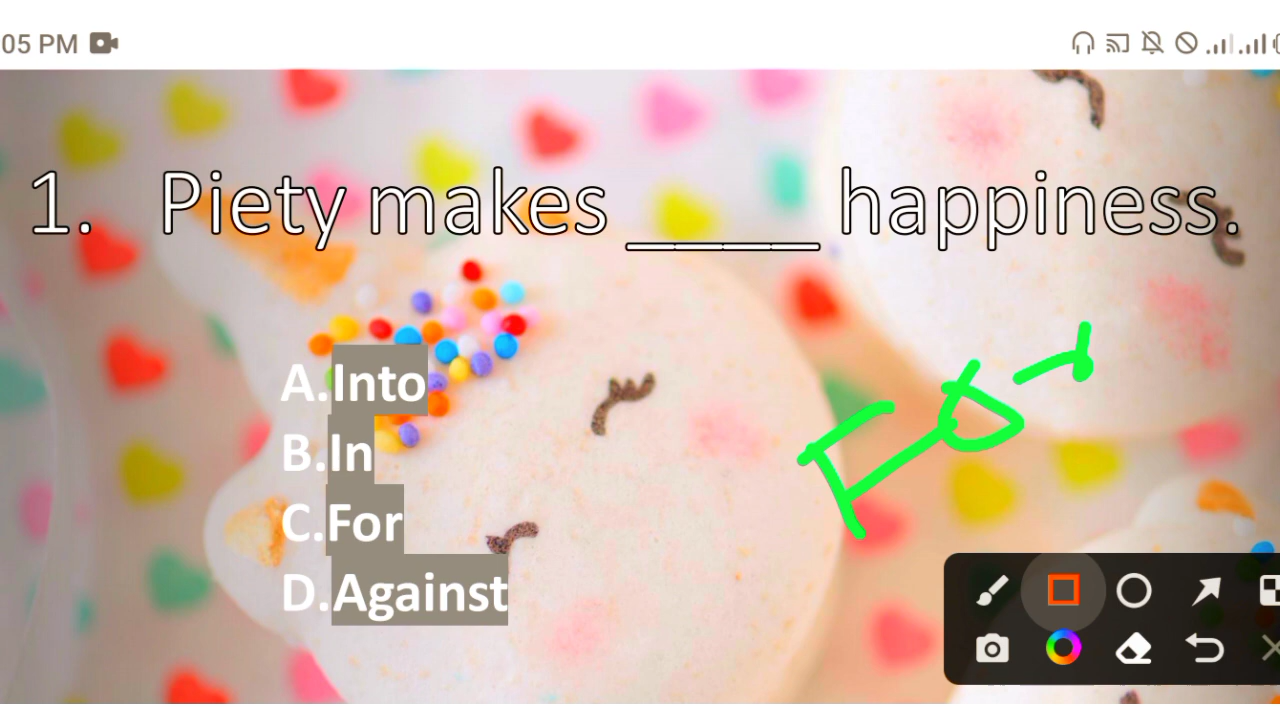 05 PM
1. Piety makes ____ happiness.
A.Into
B.In
C.For
D.Against
For